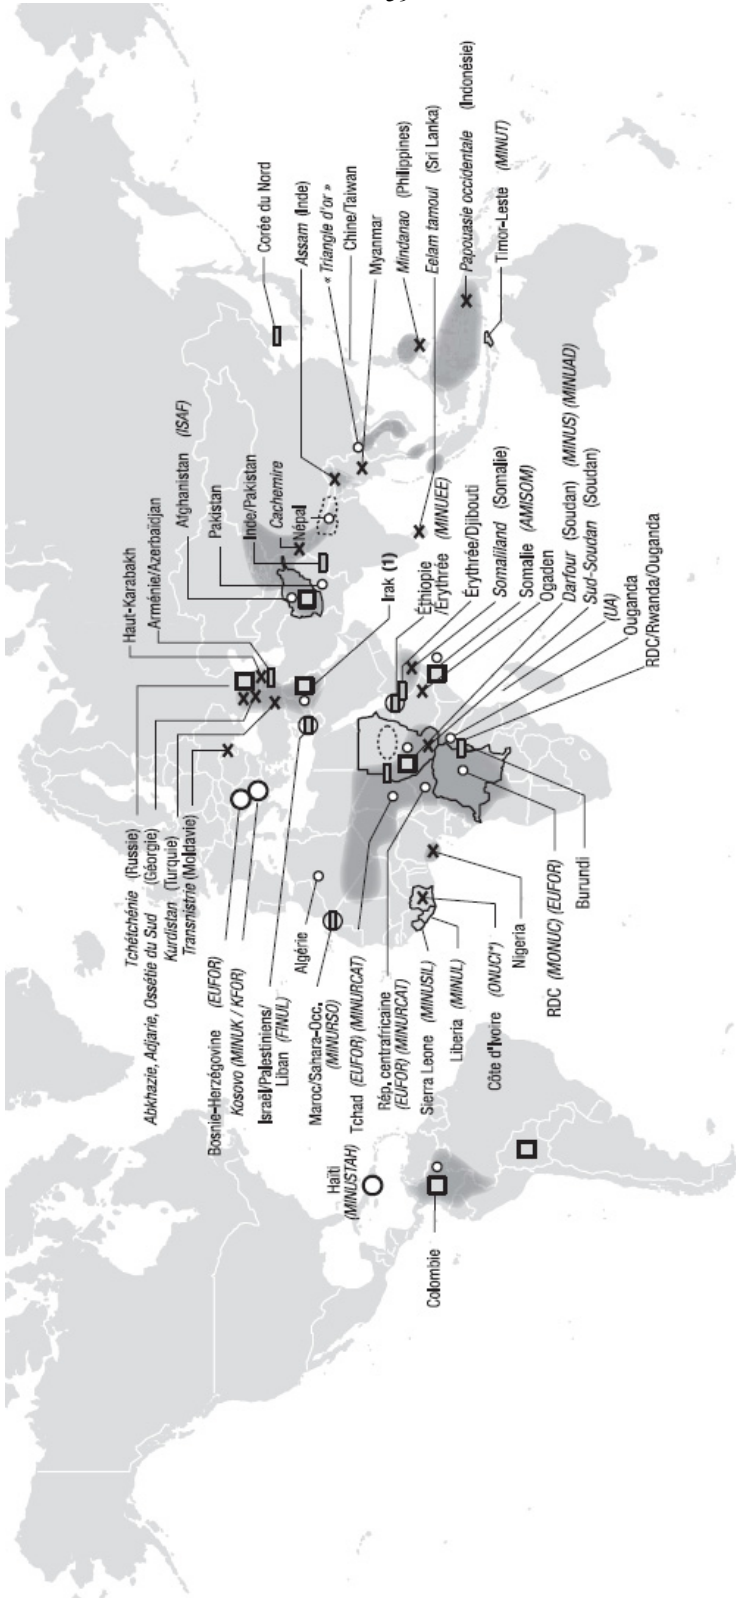 Tchétchénie (Russie)
Abkhazie, Adjarie, Ossétie du Sud (Géorgie)
Kurdistan (Turquie)
Transnistrie (Moldavie)
Bosnie-Herzégovine (EUFOR)
Kosovo (MINUK / KFOR)
Israël/Palestiniens/
Liban (FINUL)
Algérie
Maroc/Sahara-Occ.
(MINURSO)
Tchad (EUFOR) (MINURCAT)
Rép. centrafricaine
(EUFOR) (MINURCAT)
Sierra Leone (MINUSIL)
Liberia (MINUL)
Côte d'Ivoire (ONUCI*)
Nigeria
RDC (MONUC) (EUFOR)
Burundi
Haïti
(MINUSTAH)
Colombie
Haut-Karabakh
Arménie/Azerbaïdjan
Afghanistan (ISAF)
Pakistan
Inde/Pakistan
Cachemire
Népal
Irak (1)
Éthiopie
/Érythrée (MINUEE)
Érythrée/Djibouti
Somaliland (Somalie)
Somalie (AMISOM)
Ogaden
Darfour (Soudan) (MINUS) (MINUAD)
Sud-Soudan (Soudan)
(UA)
Ouganda
RDC/Rwanda/Ouganda
Corée du Nord
Assam (Inde)
« Triangle d'or »
Chine/Taiwan
Myanmar
Mindanao (Philippines)
Eelam tamoul (Sri Lanka)
Papouasie occidentale (Indonésie)
Timor-Leste (MINUT)